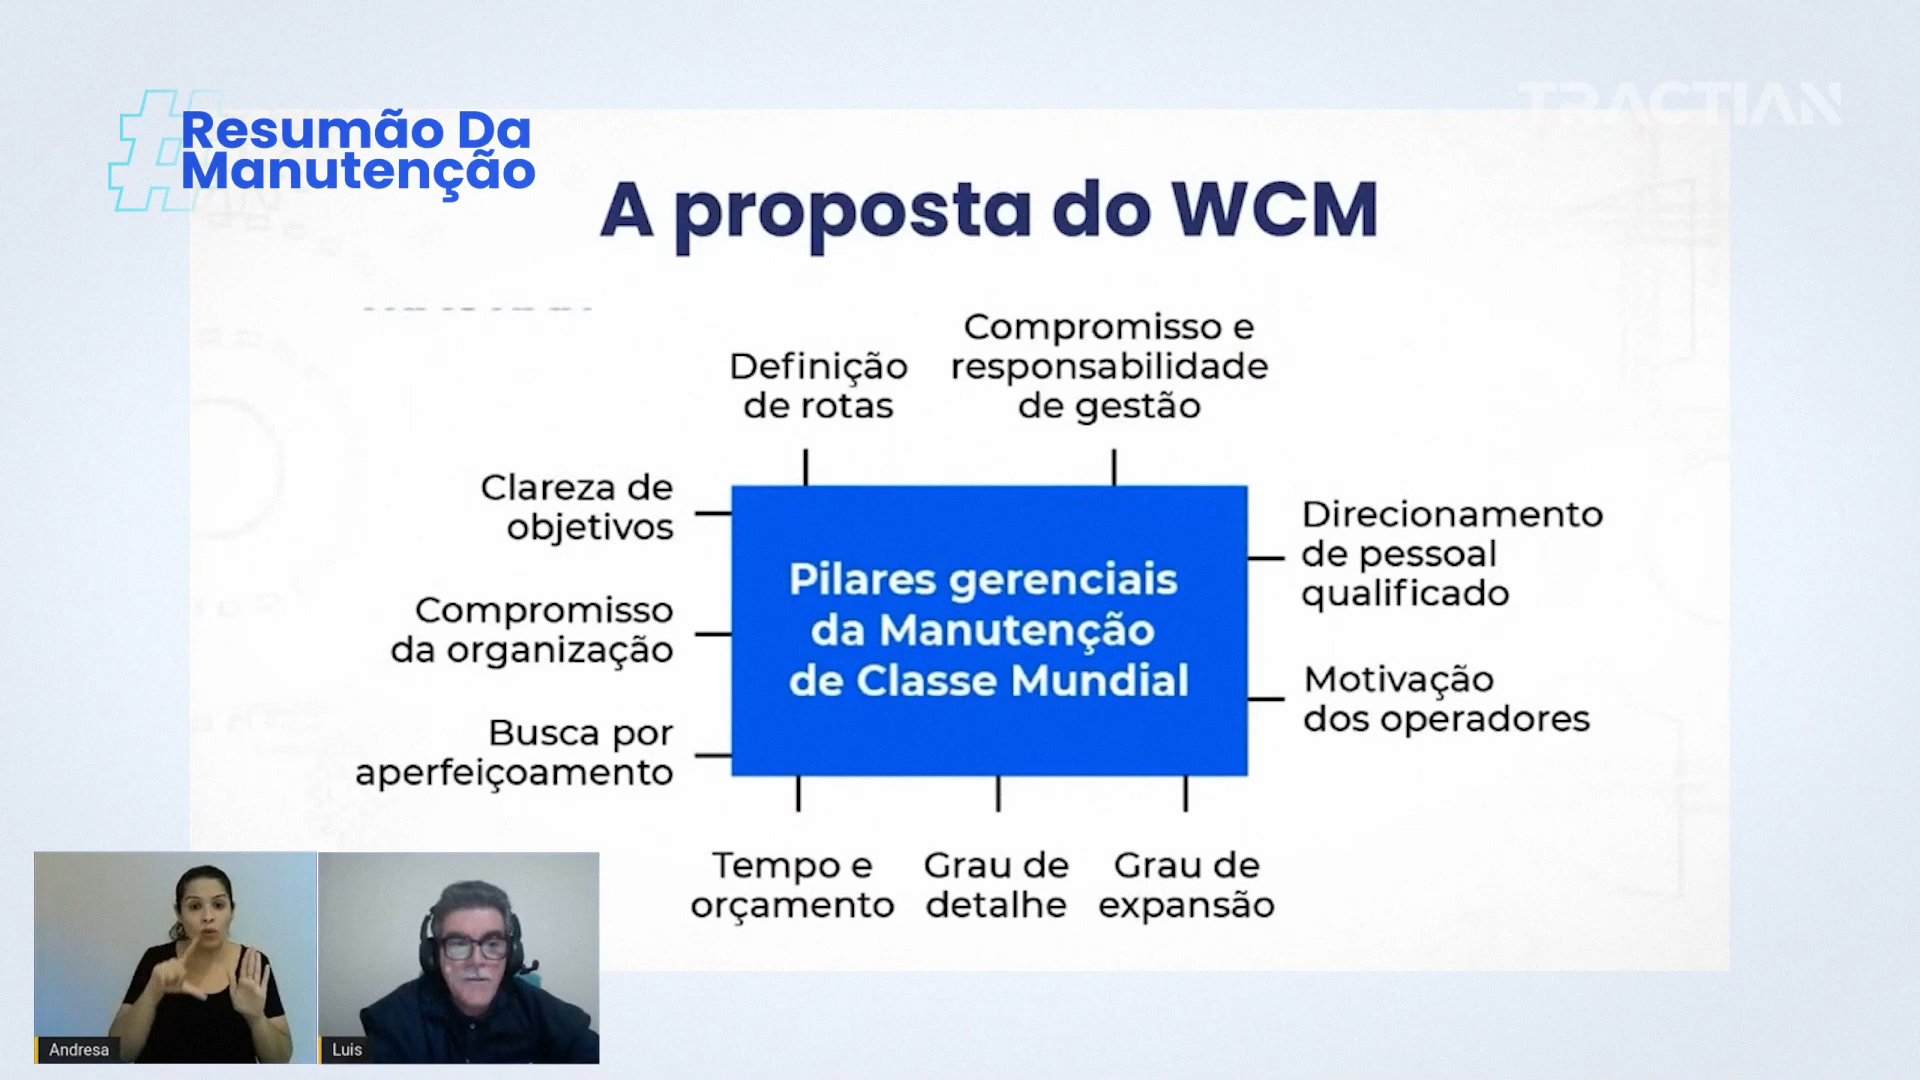 TRACTIAN
#Resumão Da
Manutenção
A proposta do WCM
Definição
de rotas
Compromisso e
responsabilidade
de gestão
Clareza de
objetivos
Compromisso
da organização
Busca por
aperfeiçoamento
Pilares gerenciais
da Manutenção
de Classe Mundial
Direcionamento
de pessoal
qualificado
Motivação
dos operadores
Tempo e
orçamento
Grau de
detalhe
Grau de
expansão
Andresa
Luis